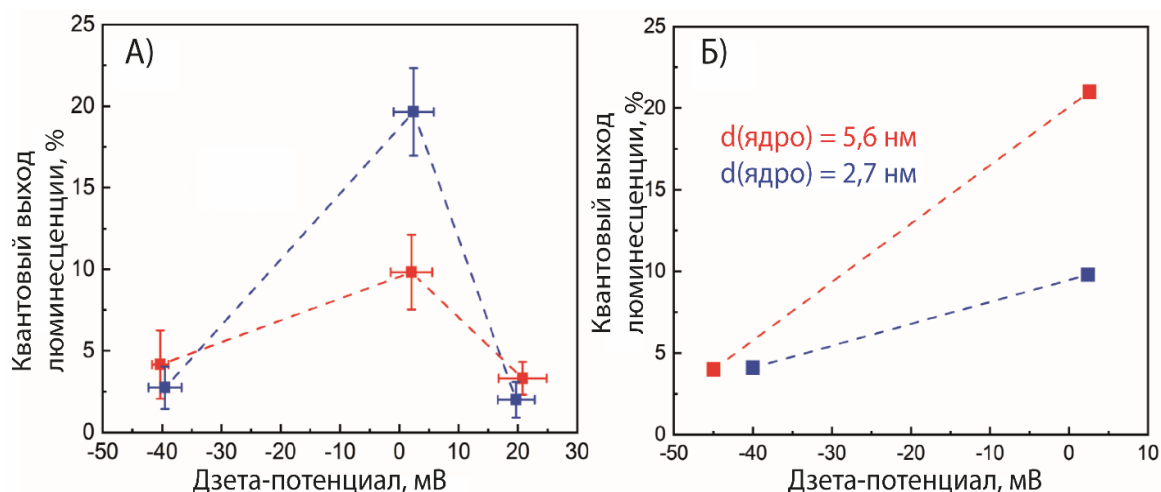 А)
Квантовый выход
люминесценции, %
25
20
15
10
5
0
-50 -40 -30 -20 -10 0 10 20 30
Дзета-потенциал, мВ
Б)
d(ядро) = 5,6 нм
d(ядро) = 2,7 нм
Квантовый выход
люминесценции, %
25
20
15
10
5
0
-50 -40 -30 -20 -10 0 10
Дзета-потенциал, мВ